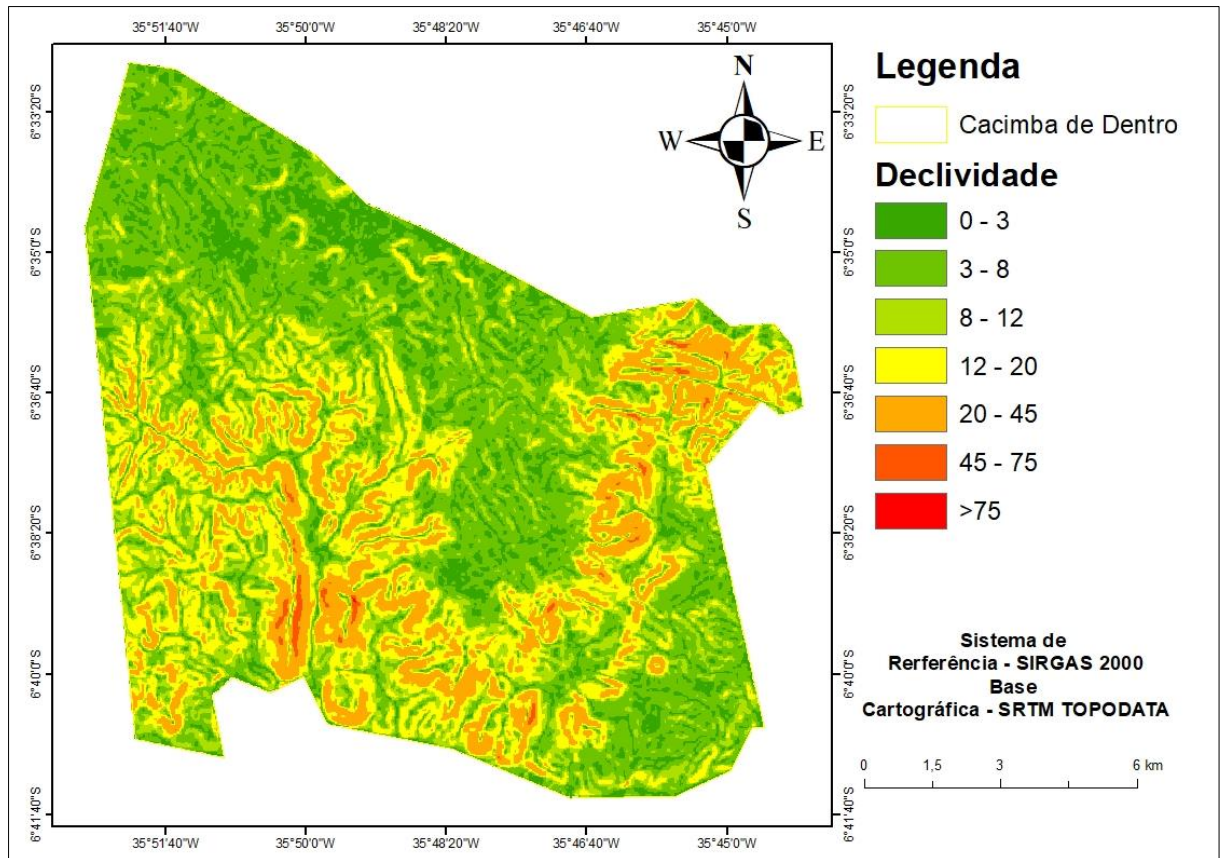 35°51'40"W 35°50'0"W 35°48'20"W 35°46'40"W 35°45'0"W
6°33'20"S
6°35'0"S
6°36'40"S
6°38'20"S
6°40'0"S
6°41'40"S
6°33'20"S
6°35'0"S
6°36'40"S
6°38'20"S
6°40'0"S
6°41'40"S
35°51'40"W 35°50'0"W 35°48'20"W 35°46'40"W 35°45'0"W
N
W E
S
Legenda
Cacimba de Dentro
Declividade
0 - 3
3 - 8
8 - 12
12 - 20
20 - 45
45 - 75
>75
Sistema de
Rerferência - SIRGAS 2000
Base
Cartográfica - SRTM TOPODATA
0 1,5 3 6 km